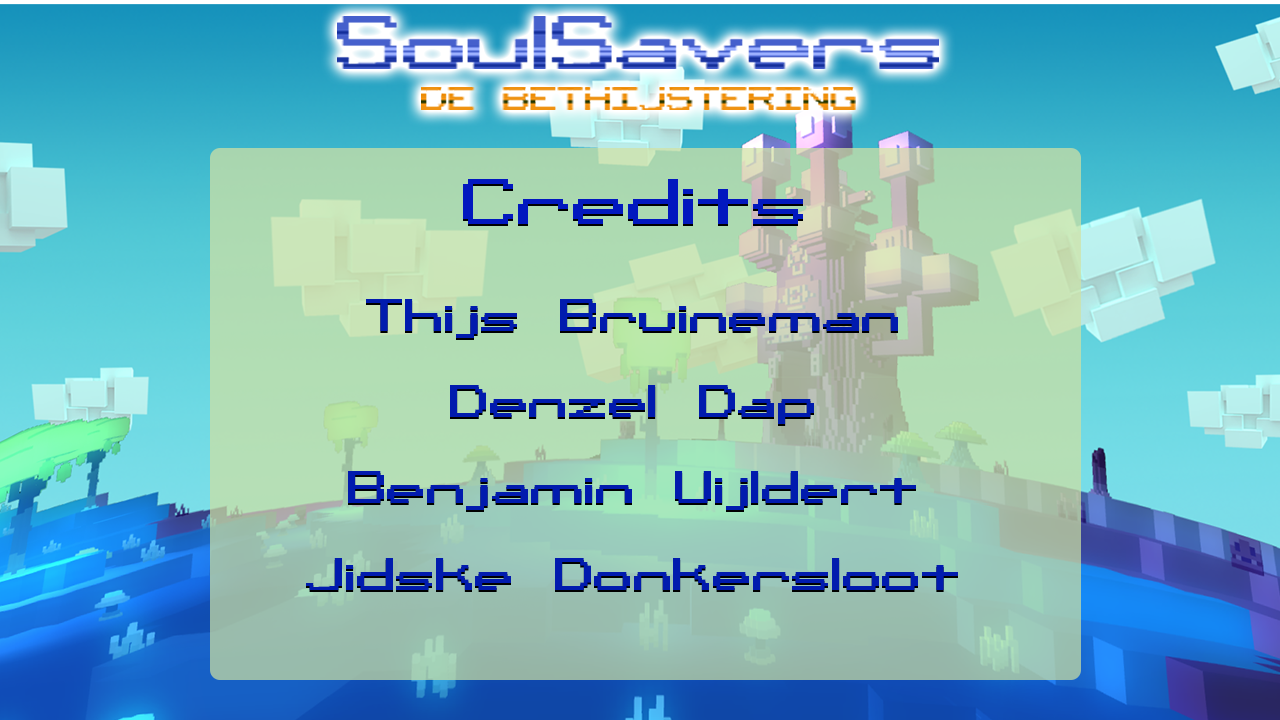 SoulSavers
DE BETHIJSTERING
Credits
Thijs Bruineman
Denzel Dap
Benjamin Uijldert
Jidske Donkersloot